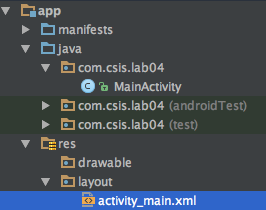 app
manifests
java
com.csis.lab04
MainActivity
com.csis.lab04 (androidTest)
com.csis.lab04 (test)
res
drawable
layout
activity_main.xml